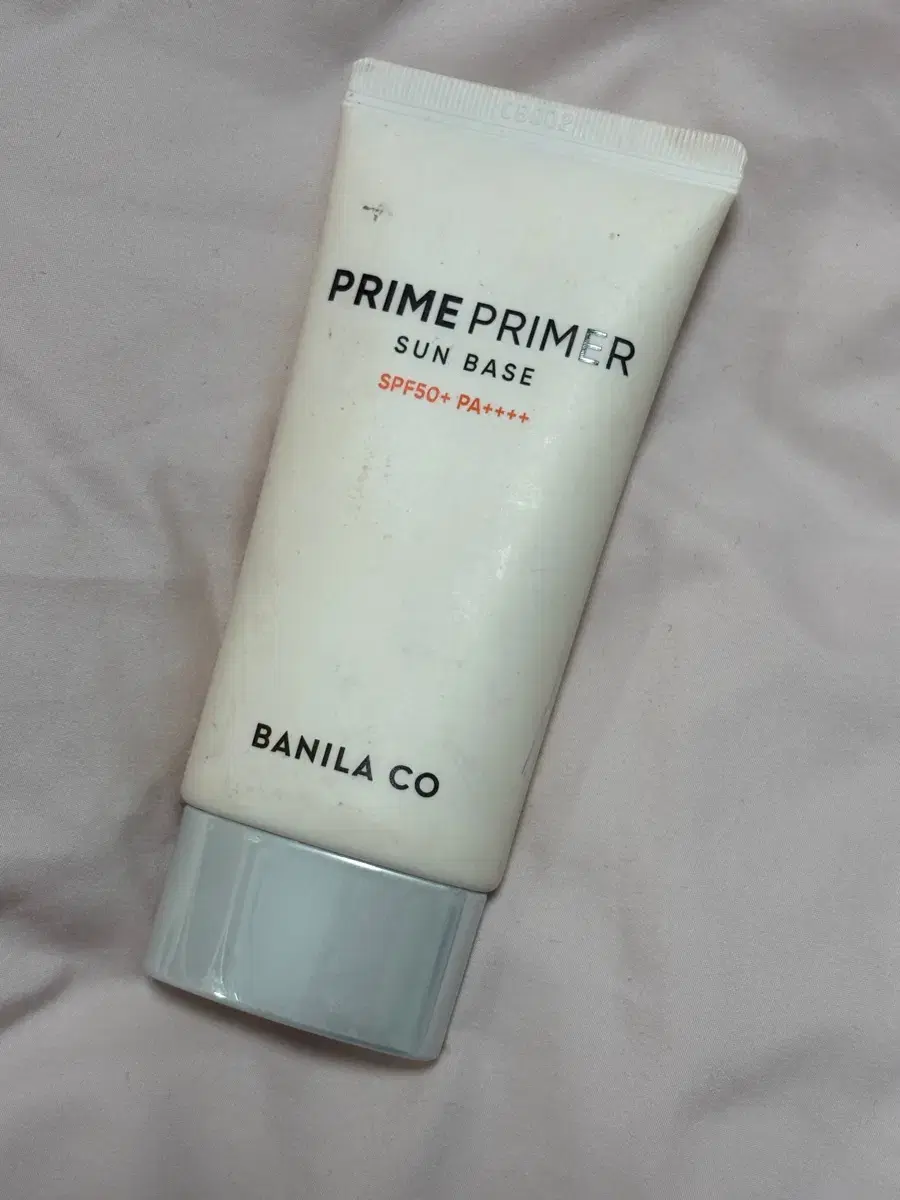 PRIME PRIMER
SUN BASE
SPF50+ PA++++
BANILA CO